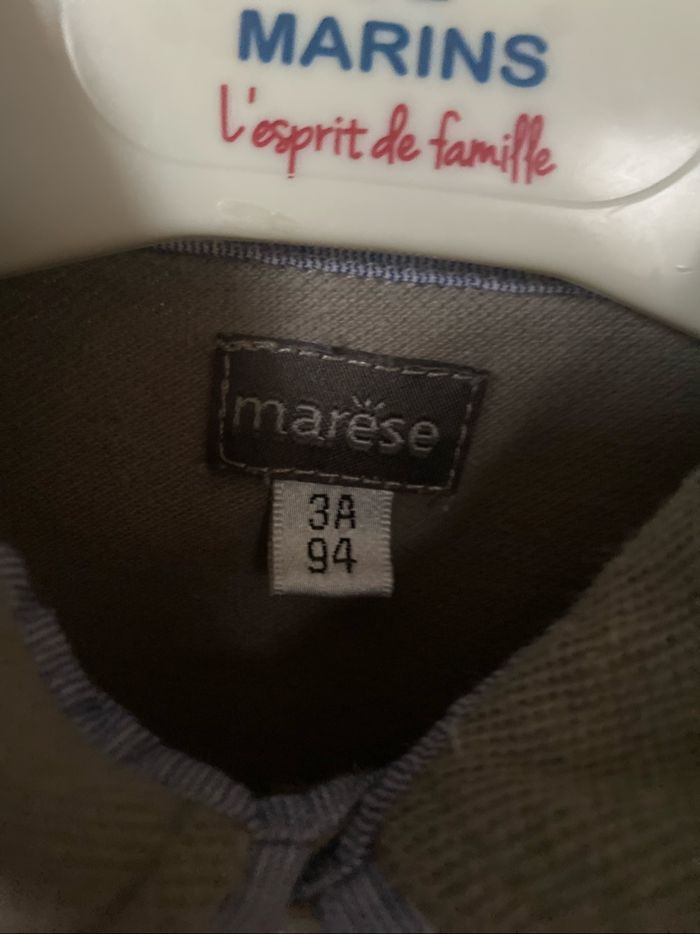 MARINS
L'esprit de famille
marèse
3A
94